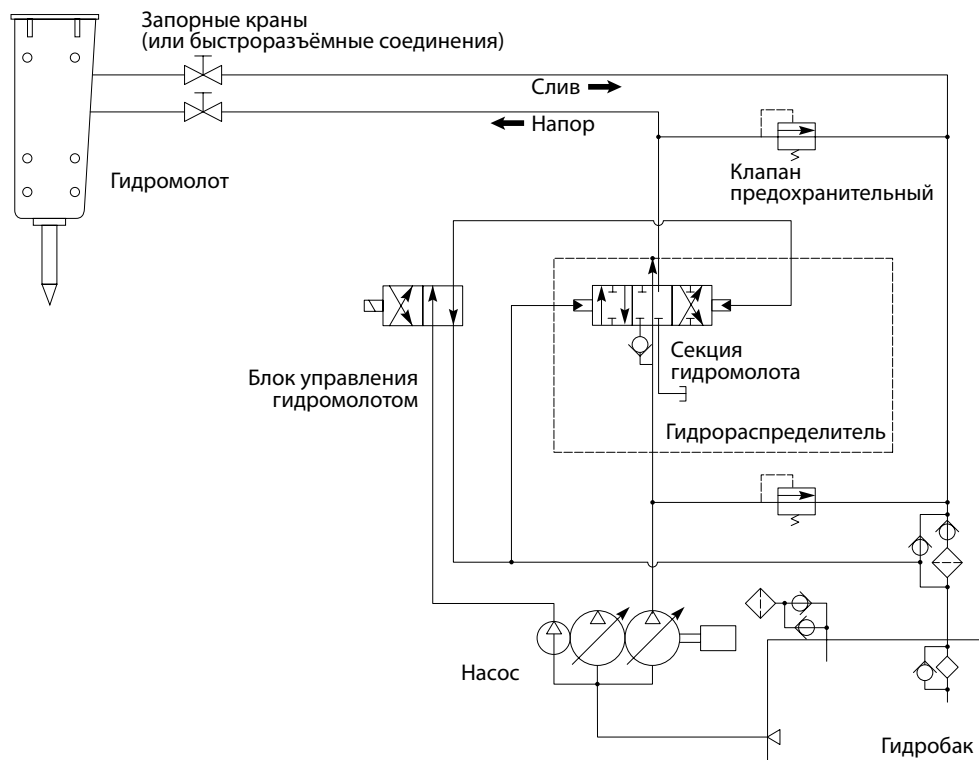 Запорные краны
(или быстроразъёмные соединения)
Слив
Напор
Клапан
предохранительный
Гидромолот
Секция
гидромолота
Блок управления
гидромолотом
Гидрораспределитель
Насос
Гидробак